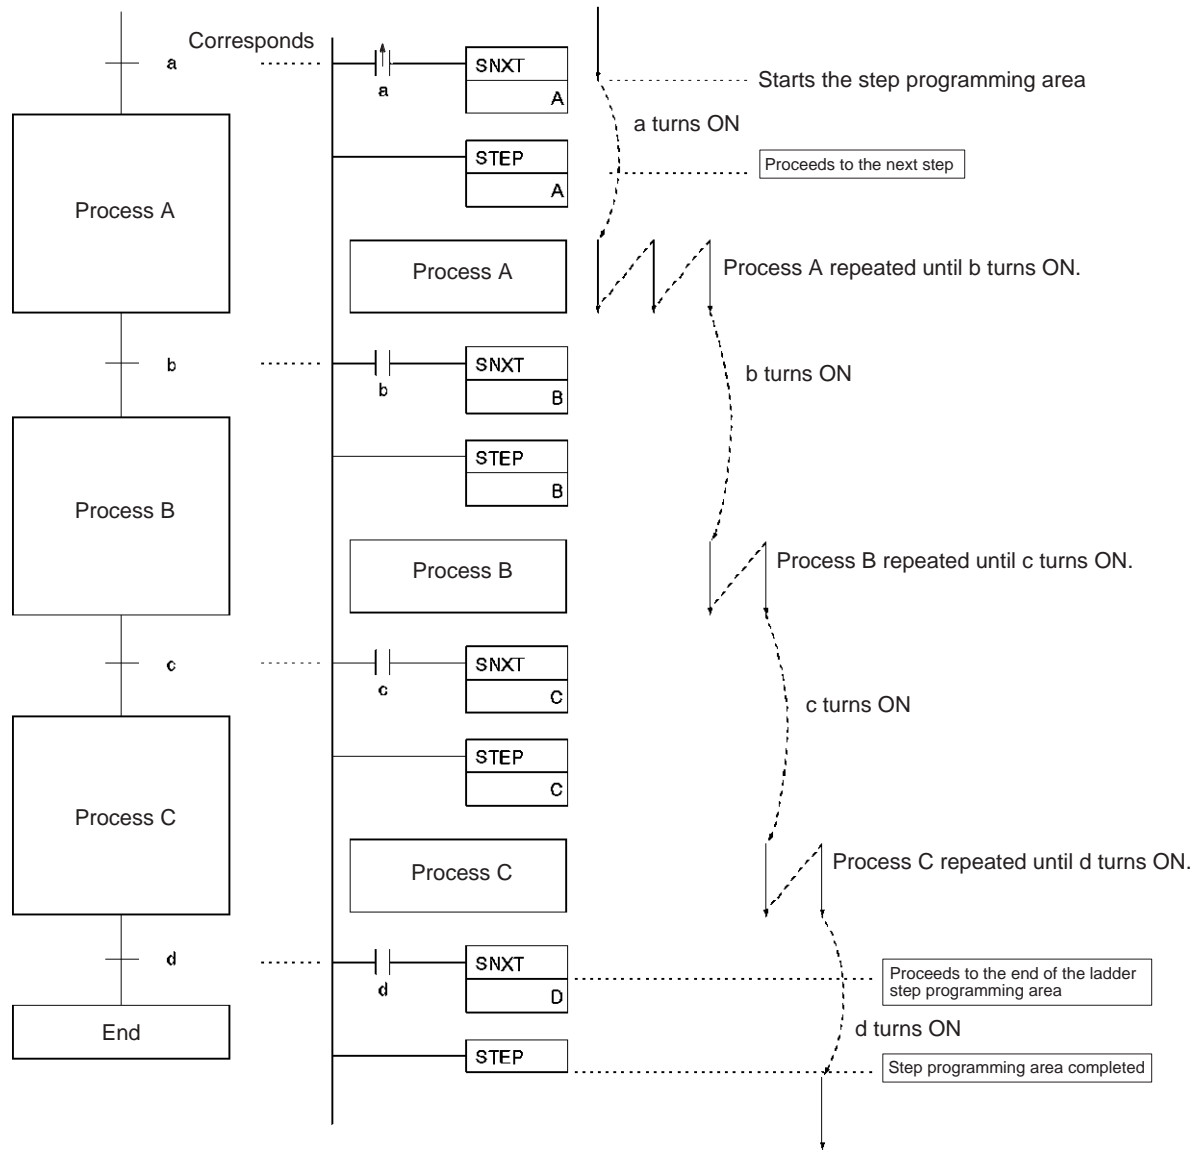 Corresponds
a
a
SNXT
A
Starts the step programming area
a turns ON
STEP
A
Proceeds to the next step
Process A
Process A
Process A repeated until b turns ON.
b
b
SNXT
B
b turns ON
STEP
B
Process B
Process B
Process B repeated until c turns ON.
c
c
SNXT
C
c turns ON
STEP
C
Process C
Process C
Process C repeated until d turns ON.
d
d
SNXT
D
Proceeds to the end of the ladder
step programming area
d turns ON
End
STEP
Step programming area completed